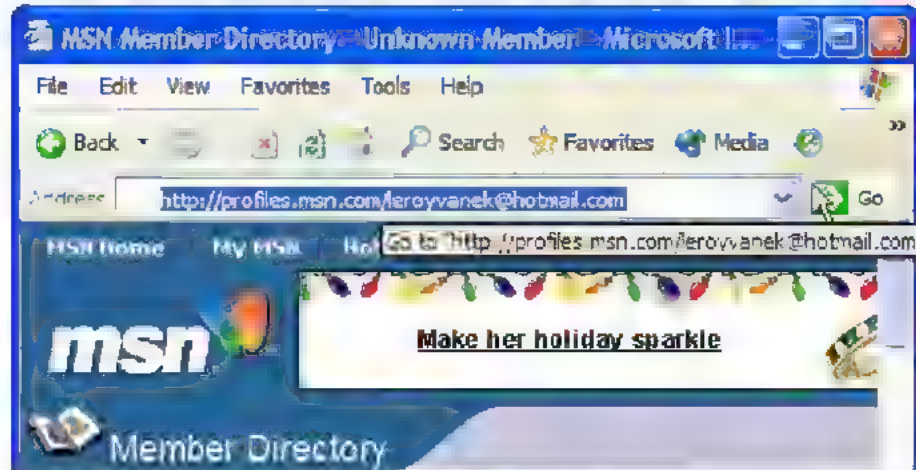 MSN Member Directory - Unknown Member - Microsoft
File Edit View Favorites Tools Help
Back Search Favorites Media »
Address http://profiles.msn.com/leroyvanek@hotmail.com Go
Go to "http://profiles.msn.com/leroyvanek@hotmail.com
MSN Home My MSN
msn
Make her holiday sparkle
Member Directory